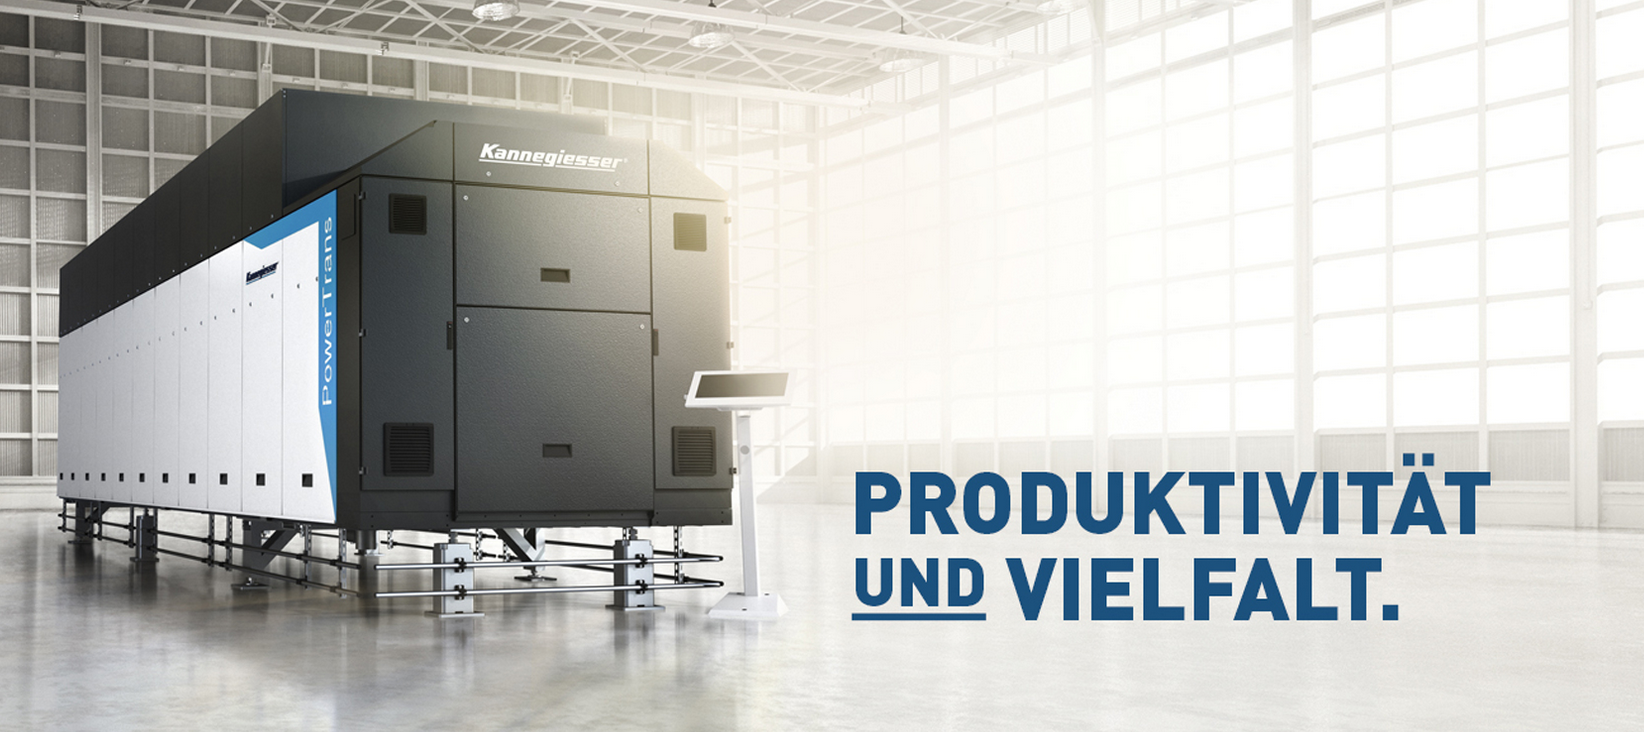 Kannegiesser
Kannegiesser
PowerTrans
PRODUKTIVITÄT
UND VIELFALT.